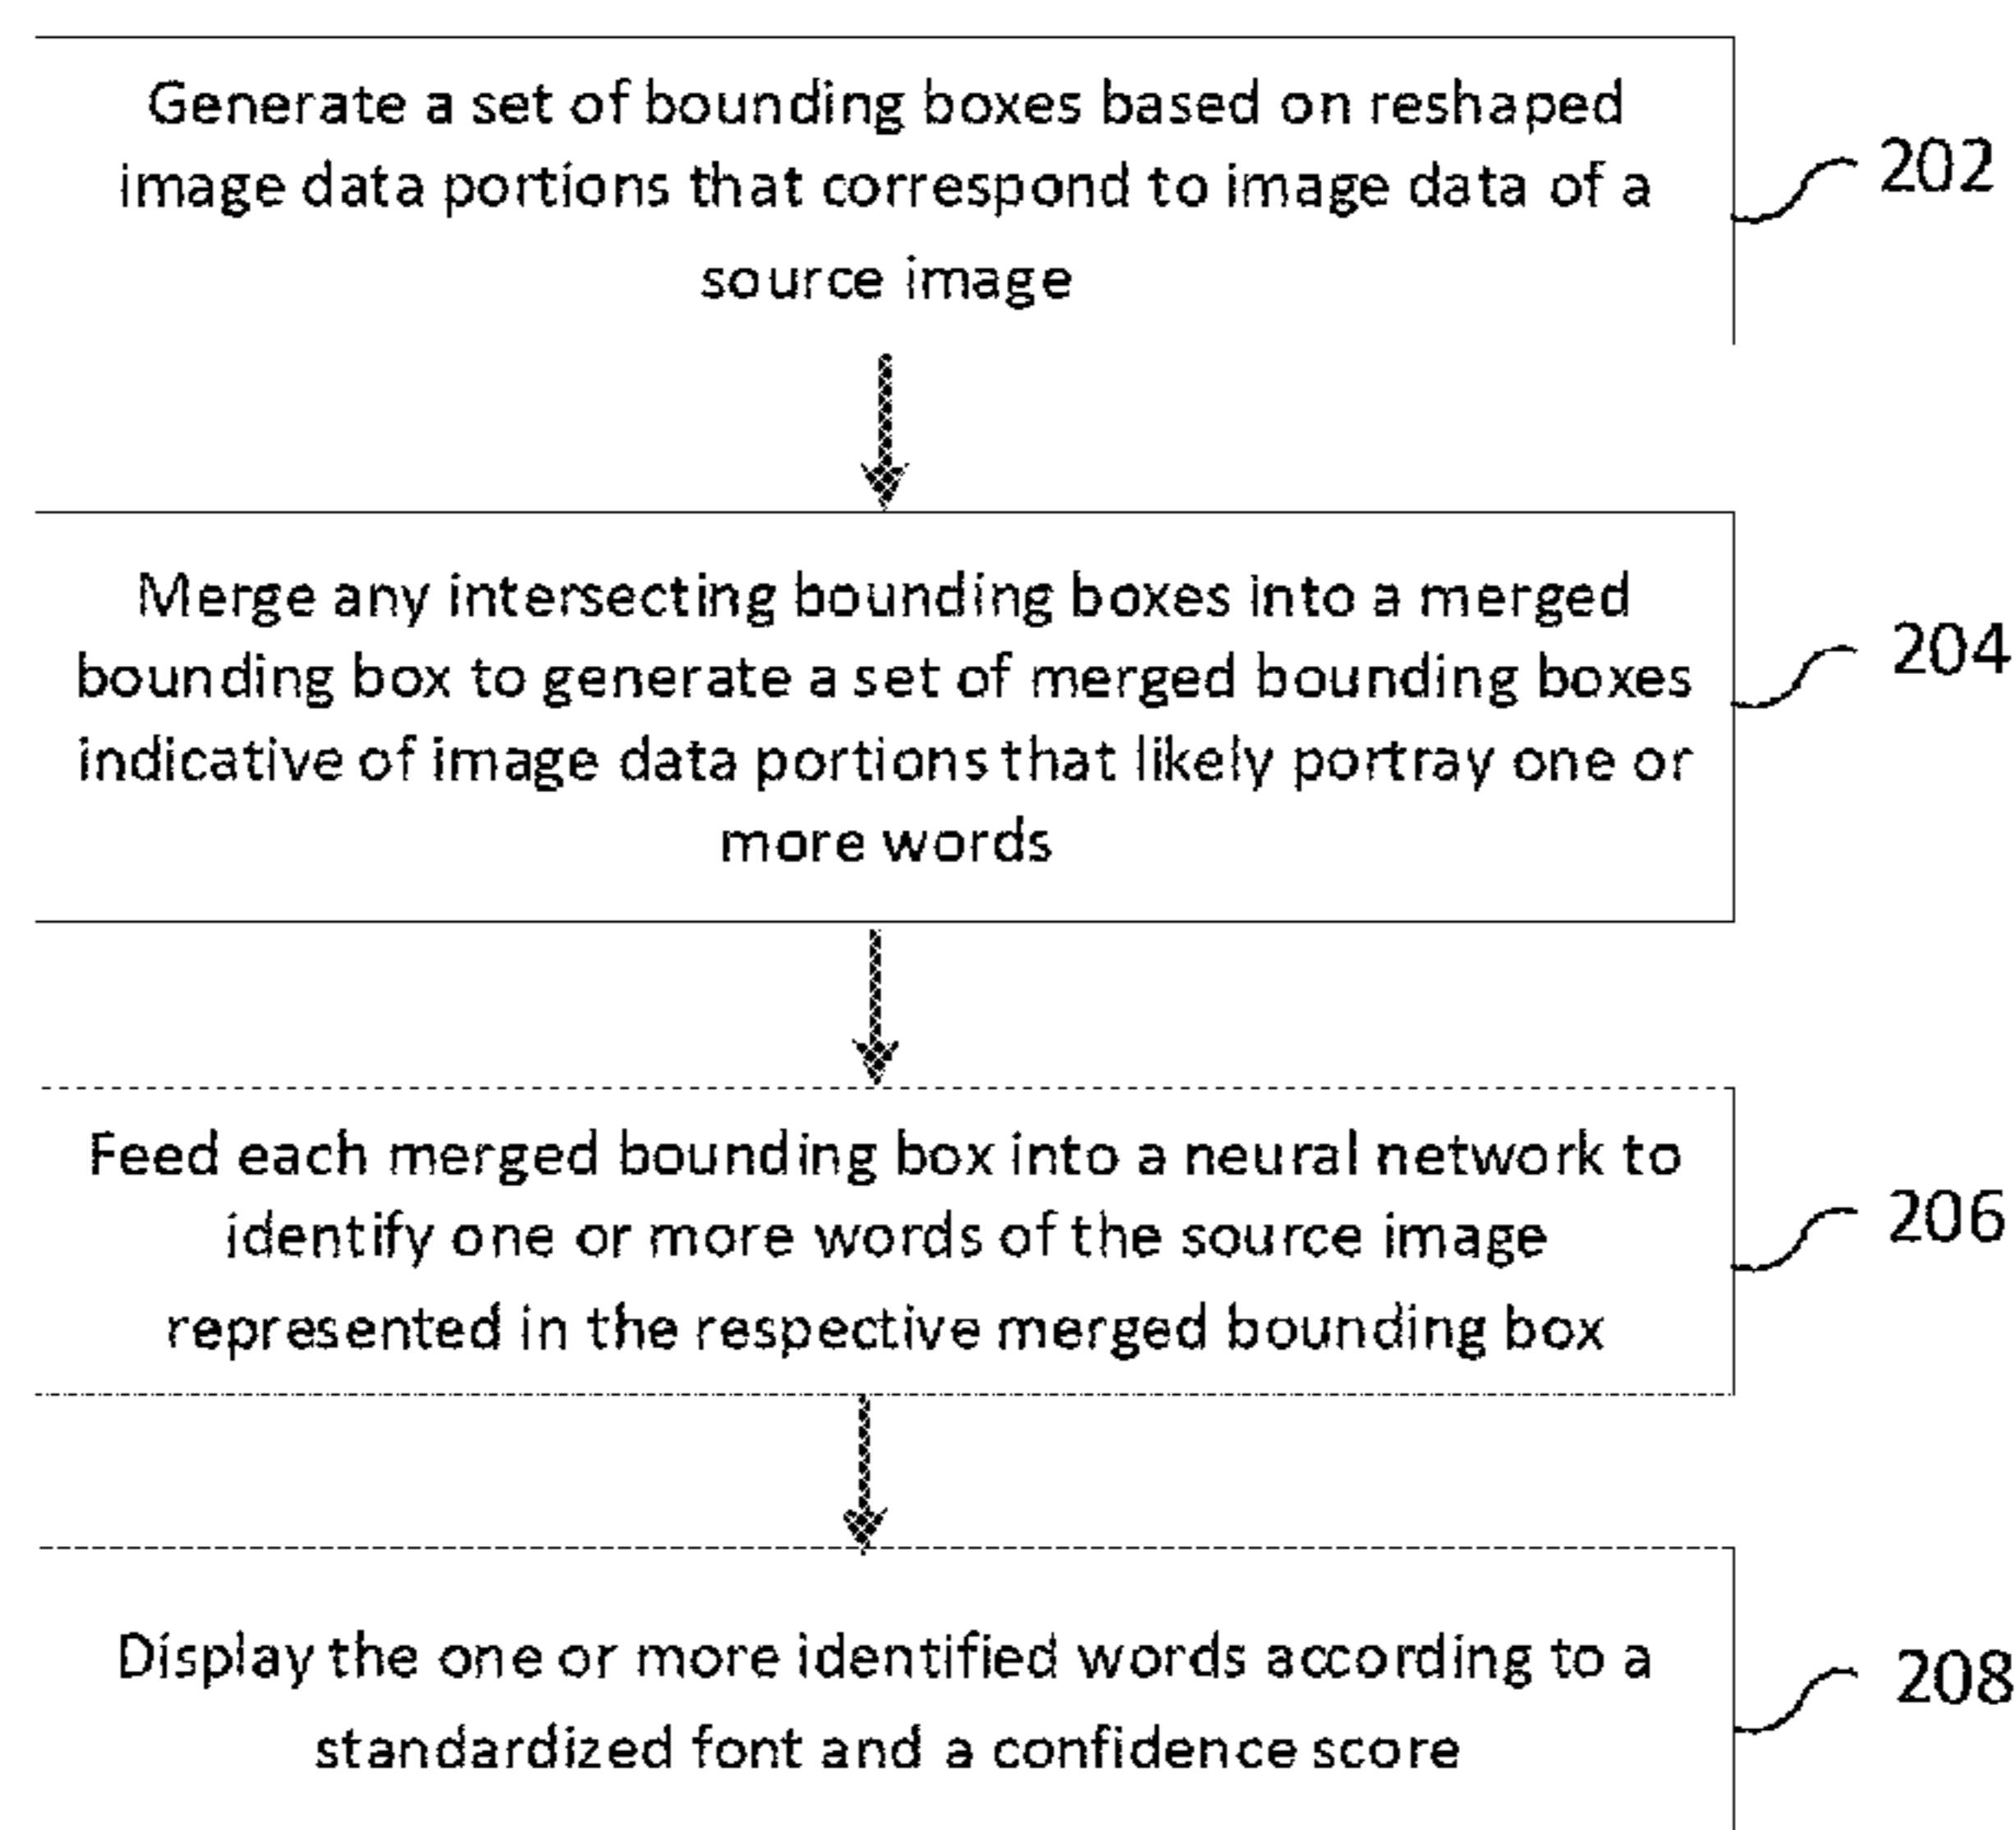 Generate a set of bounding boxes based on reshaped
image data portions that correspond to image data of a
source image
202
Merge any intersecting bounding boxes into a merged
bounding box to generate a set of merged bounding boxes
indicative of image data portions that likely portray one or
more words
204
Feed each merged bounding box into a neural network to
identify one or more words of the source image
represented in the respective merged bounding box
206
Display the one or more identified words according to a
standardized font and a confidence score
208